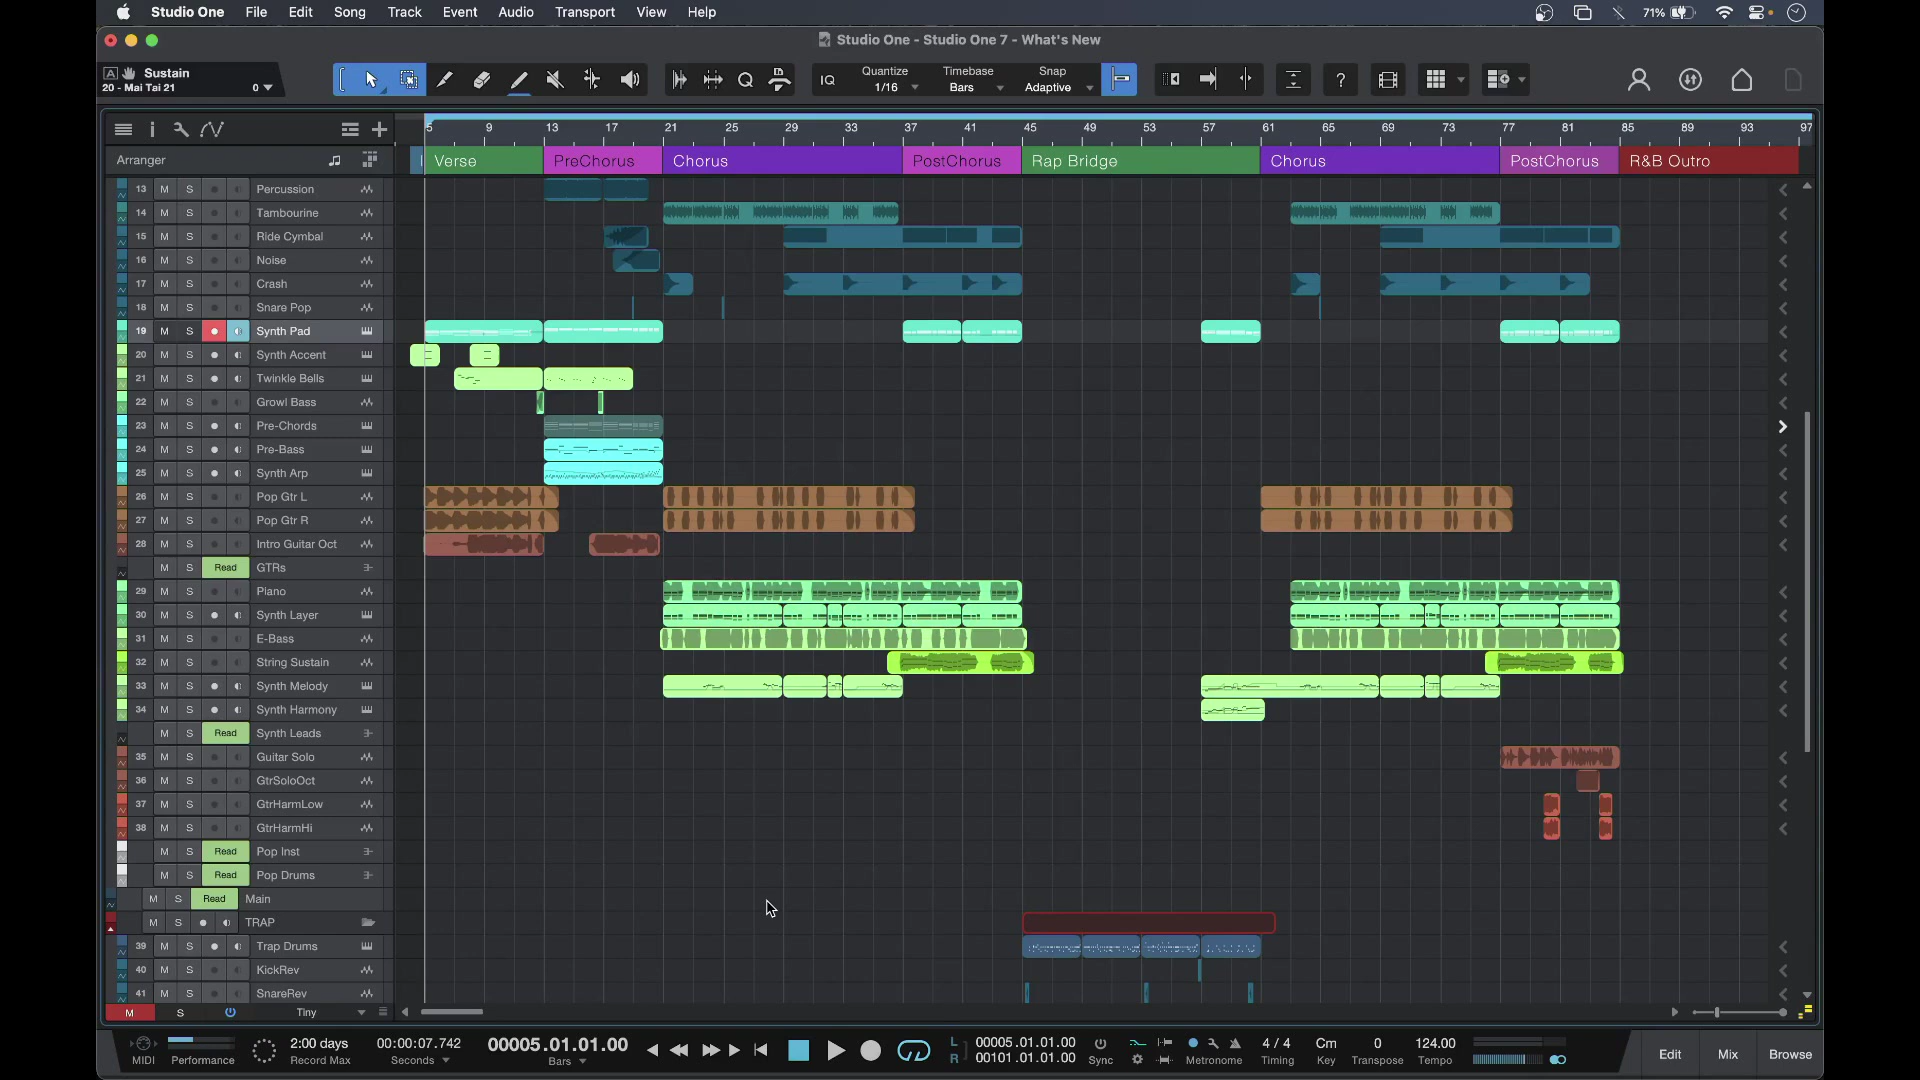 Studio One File Edit Song Track Event Audio Transport View Help 71%
Studio One - Studio One 7 - What's New
A Sustain
20 - Mai Tai 21 0
IQ Quantize 1/16 Timebase Bars Snap Adaptive ?
5 9 13 17 21 25 29 33 37 41 45 49 53 57 61 65 69 73 77 81 85 89 93 97
Arranger Verse PreChorus Chorus PostChorus Rap Bridge Chorus PostChorus R&B Outro
13 M S Percussion
14 M S Tambourine
15 M S Ride Cymbal
16 M S Noise
17 M S Crash
18 M S Snare Pop
19 M S Synth Pad
20 M S Synth Accent
21 M S Twinkle Bells
22 M S Growl Bass
23 M S Pre-Chords
24 M S Pre-Bass
25 M S Synth Arp
26 M S Pop Gtr L
27 M S Pop Gtr R
28 M S Intro Guitar Oct
M S Read GTRs
29 M S Piano
30 M S Synth Layer
31 M S E-Bass
32 M S String Sustain
33 M S Synth Melody
34 M S Synth Harmony
M S Read Synth Leads
35 M S Guitar Solo
36 M S GtrSoloOct
37 M S GtrHarmLow
38 M S GtrHarmHi
M S Read Pop Inst
M S Read Pop Drums
M S Read Main
M S TRAP
39 M S Trap Drums
40 M S KickRev
41 M S SnareRev
M S Tiny
2:00 days 00:00:07.742 00005.01.01.00 L 00005.01.01.00 4 / 4 Cm 0 124.00
R 00101.01.01.00
MIDI Performance Record Max Seconds Bars Sync Metronome Timing Key Transpose Tempo Edit Mix Browse